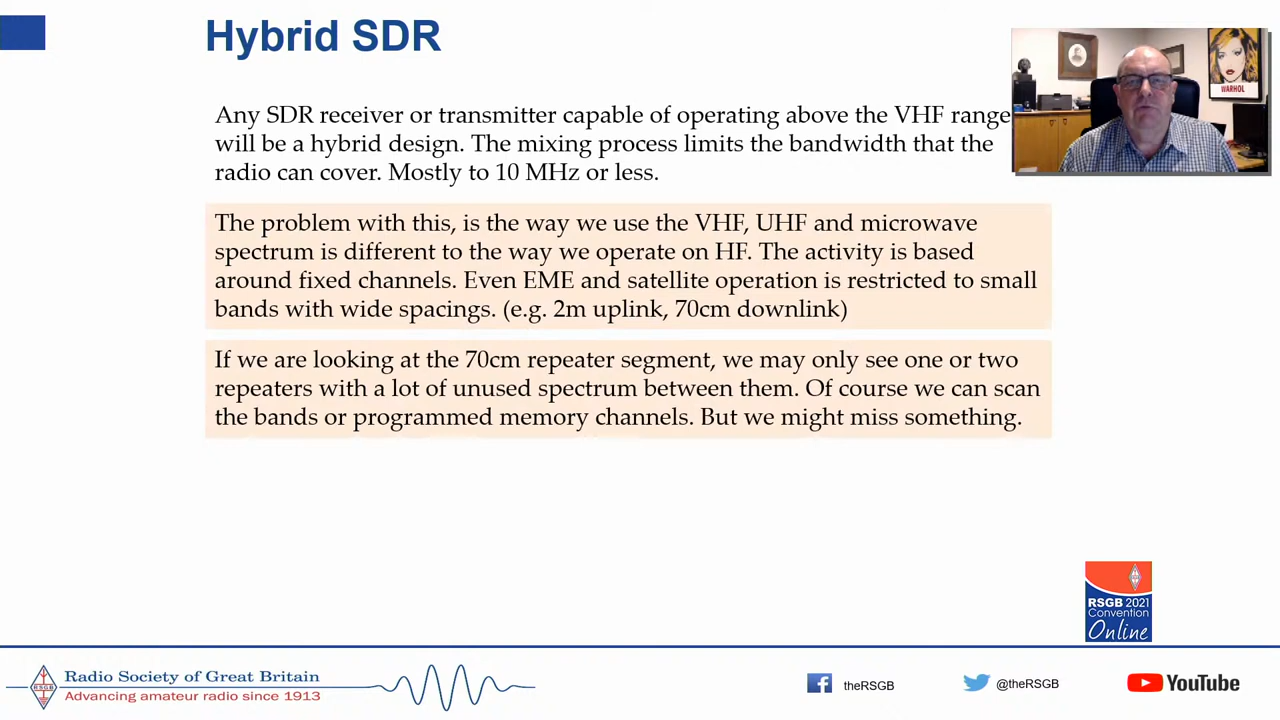 Hybrid SDR
Any SDR receiver or transmitter capable of operating above the VHF range
will be a hybrid design. The mixing process limits the bandwidth that the
radio can cover. Mostly to 10 MHz or less.
WARHOL
The problem with this, is the way we use the VHF, UHF and microwave
spectrum is different to the way we operate on HF. The activity is based
around fixed channels. Even EME and satellite operation is restricted to small
bands with wide spacings. (e.g. 2m uplink, 70cm downlink)
If we are looking at the 70cm repeater segment, we may only see one or two
repeaters with a lot of unused spectrum between them. Of course we can scan
the bands or programmed memory channels. But we might miss something.
RSGB 2021
Convention
Online
RSGB
Radio Society of Great Britain
Advancing amateur radio since 1913
theRSGB
@theRSGB
YouTube